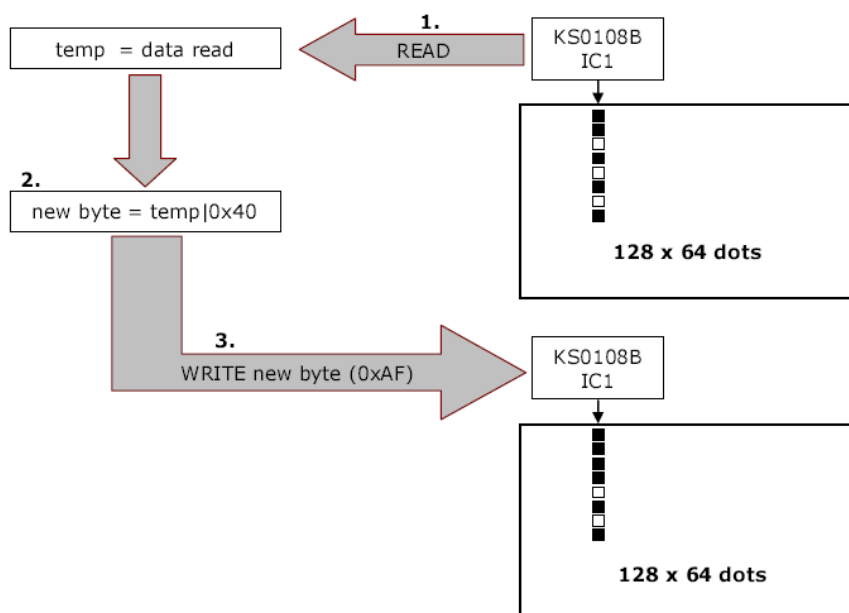 1.
temp = data read
READ
KS0108B
IC1
2.
new byte = temp|0x40
128 x 64 dots
3.
WRITE new byte (0xAF)
KS0108B
IC1
128 x 64 dots